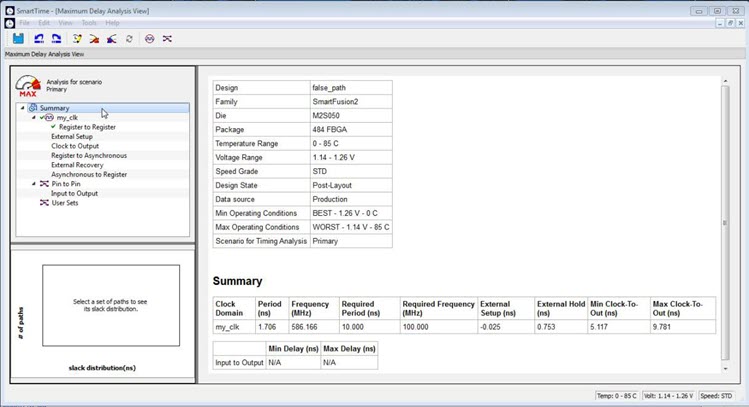 SmartTime - [Maximum Delay Analysis View]
File Edit View Tools Help
Maximum Delay Analysis View
Analysis for scenario
Primary
MAX
Summary
my_clk
Register to Register
External Setup
Clock to Output
Register to Asynchronous
External Recovery
Asynchronous to Register
Pin to Pin
Input to Output
User Sets
# of paths
Select a set of paths to see
its slack distribution.
slack distribution(ns)
Design false_path
Family SmartFusion2
Die M2S050
Package 484 FBGA
Temperature Range 0 - 85 C
Voltage Range 1.14 - 1.26 V
Speed Grade STD
Design State Post-Layout
Data source Production
Min Operating Conditions BEST - 1.26 V - 0 C
Max Operating Conditions WORST - 1.14 V - 85 C
Scenario for Timing Analysis Primary
Summary
Clock Domain Period (ns) Frequency (MHz) Required Period (ns) Required Frequency (MHz) External Setup (ns) External Hold (ns) Min Clock-To-Out (ns) Max Clock-To-Out (ns)
my_clk 1.706 586.166 10.000 100.000 -0.025 0.753 5.117 9.781
Min Delay (ns) Max Delay (ns)
Input to Output N/A N/A
Temp: 0 - 85 C Volt: 1.14 - 1.26 V Speed: STD